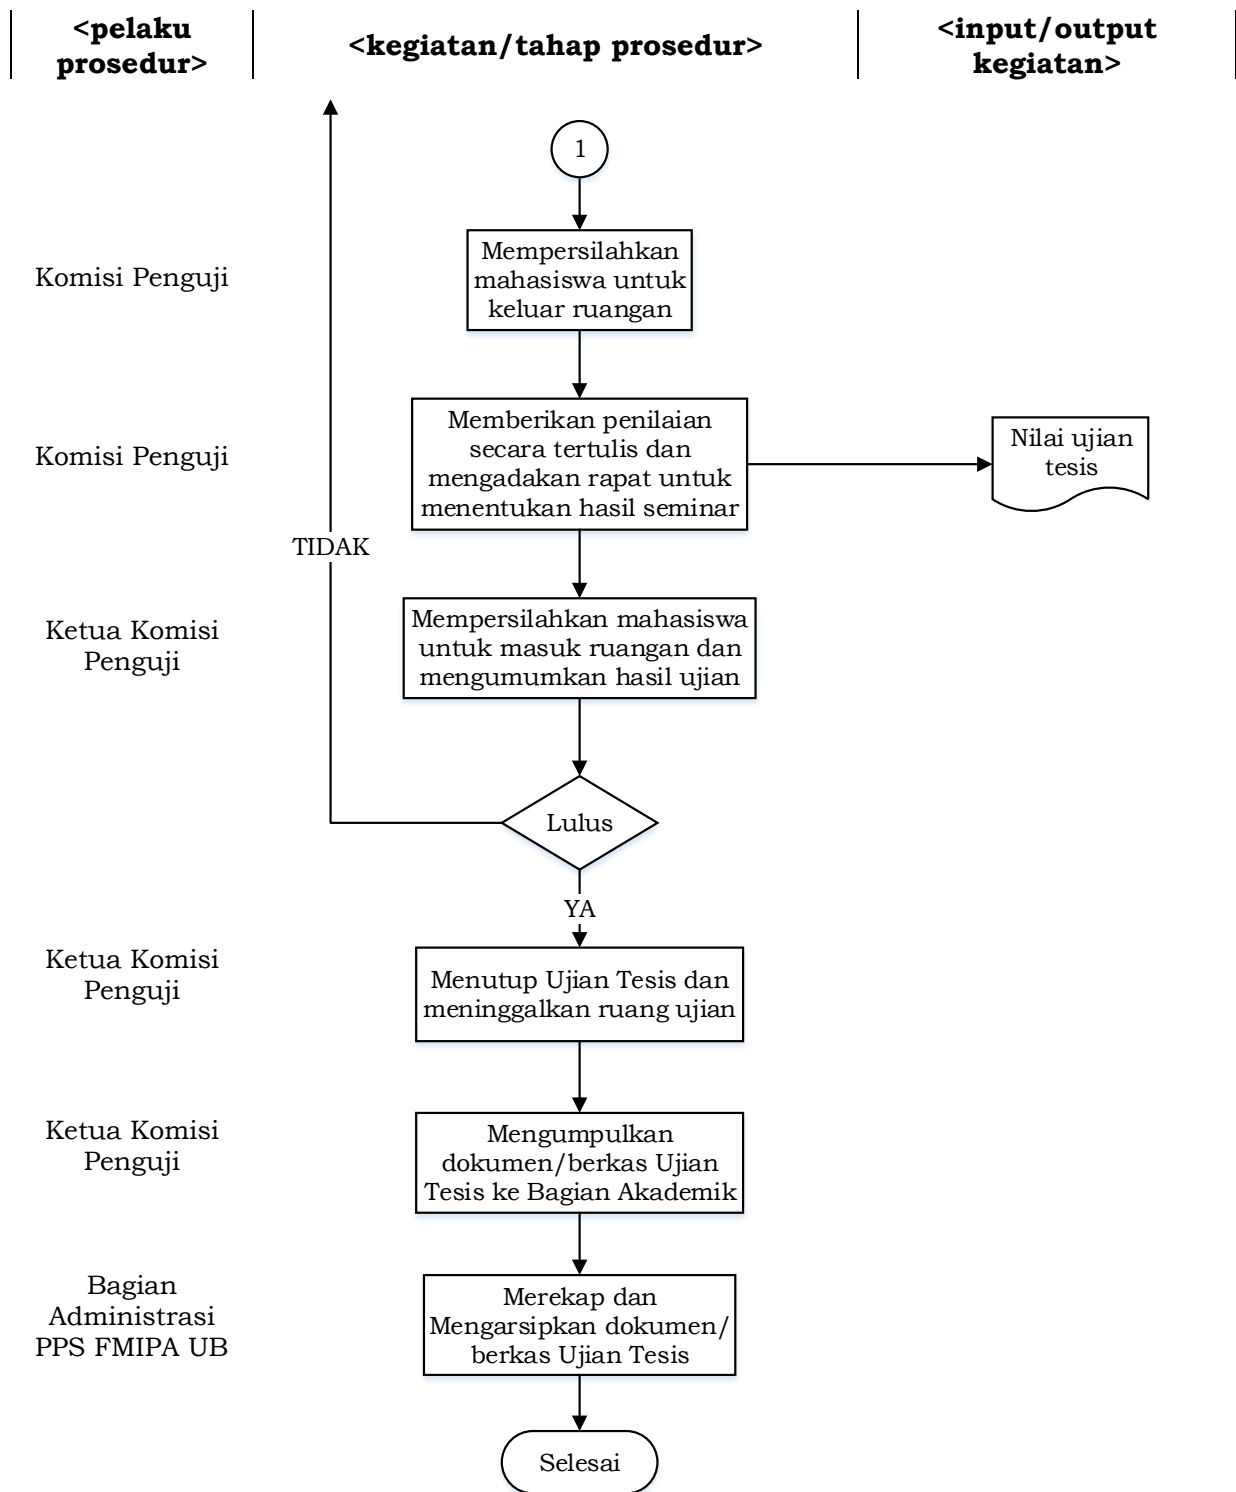 <pelaku
prosedur>
<kegiatan/tahap prosedur>
<input/output
kegiatan>
1
Komisi Penguji
Mempersilahkan
mahasiswa untuk
keluar ruangan
Komisi Penguji
Memberikan penilaian
secara tertulis dan
mengadakan rapat untuk
menentukan hasil seminar
Nilai ujian
tesis
TIDAK
Ketua Komisi
Penguji
Mempersilahkan mahasiswa
untuk masuk ruangan dan
mengumumkan hasil ujian
Lulus
YA
Ketua Komisi
Penguji
Menutup Ujian Tesis dan
meninggalkan ruang ujian
Ketua Komisi
Penguji
Mengumpulkan
dokumen/berkas Ujian
Tesis ke Bagian Akademik
Bagian
Administrasi
PPS FMIPA UB
Merekap dan
Mengarsipkan dokumen/
berkas Ujian Tesis
Selesai